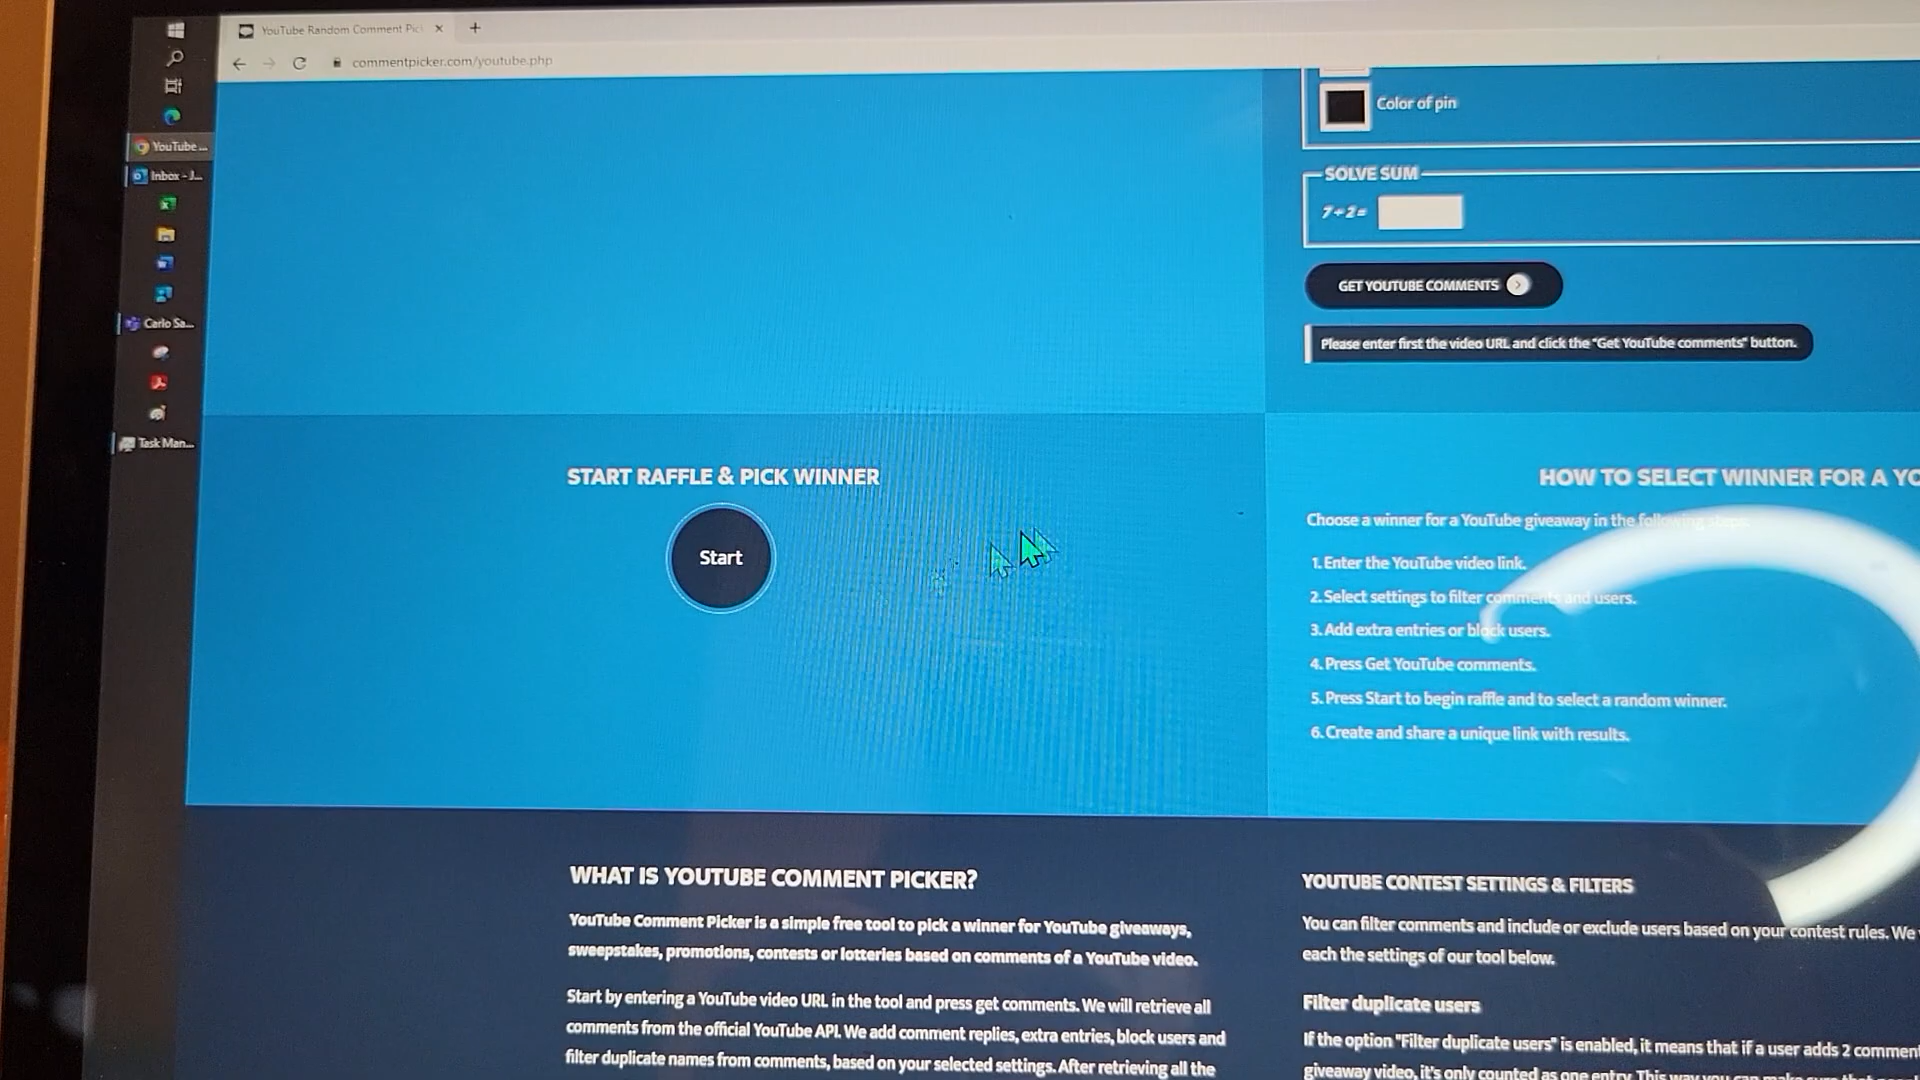 YouTube Random Comment Pic
commentpicker.com/youtube.php
YouTube ...
Inbox - J...
Carlo Sa...
Task Man...
Color of pin
SOLVE SUM
7+2=
GET YOUTUBE COMMENTS
Please enter first the video URL and click the "Get YouTube comments" button.
START RAFFLE & PICK WINNER
Start
HOW TO SELECT WINNER FOR A YO
Choose a winner for a YouTube giveaway in the following steps:
1. Enter the YouTube video link.
2. Select settings to filter comments and users.
3. Add extra entries or block users.
4. Press Get YouTube comments.
5. Press Start to begin raffle and to select a random winner.
6. Create and share a unique link with results.
WHAT IS YOUTUBE COMMENT PICKER?
YouTube Comment Picker is a simple free tool to pick a winner for YouTube giveaways,
sweepstakes, promotions, contests or lotteries based on comments of a YouTube video.
Start by entering a YouTube video URL in the tool and press get comments. We will retrieve all
comments from the official YouTube API. We add comment replies, extra entries, block users and
filter duplicate names from comments, based on your selected settings. After retrieving all the
YOUTUBE CONTEST SETTINGS & FILTERS
You can filter comments and include or exclude users based on your contest rules. We
each the settings of our tool below.
Filter duplicate users
If the option "Filter duplicate users" is enabled, it means that if a user adds 2 commen
giveaway video, it's only counted as one entry. This way you can make sure that